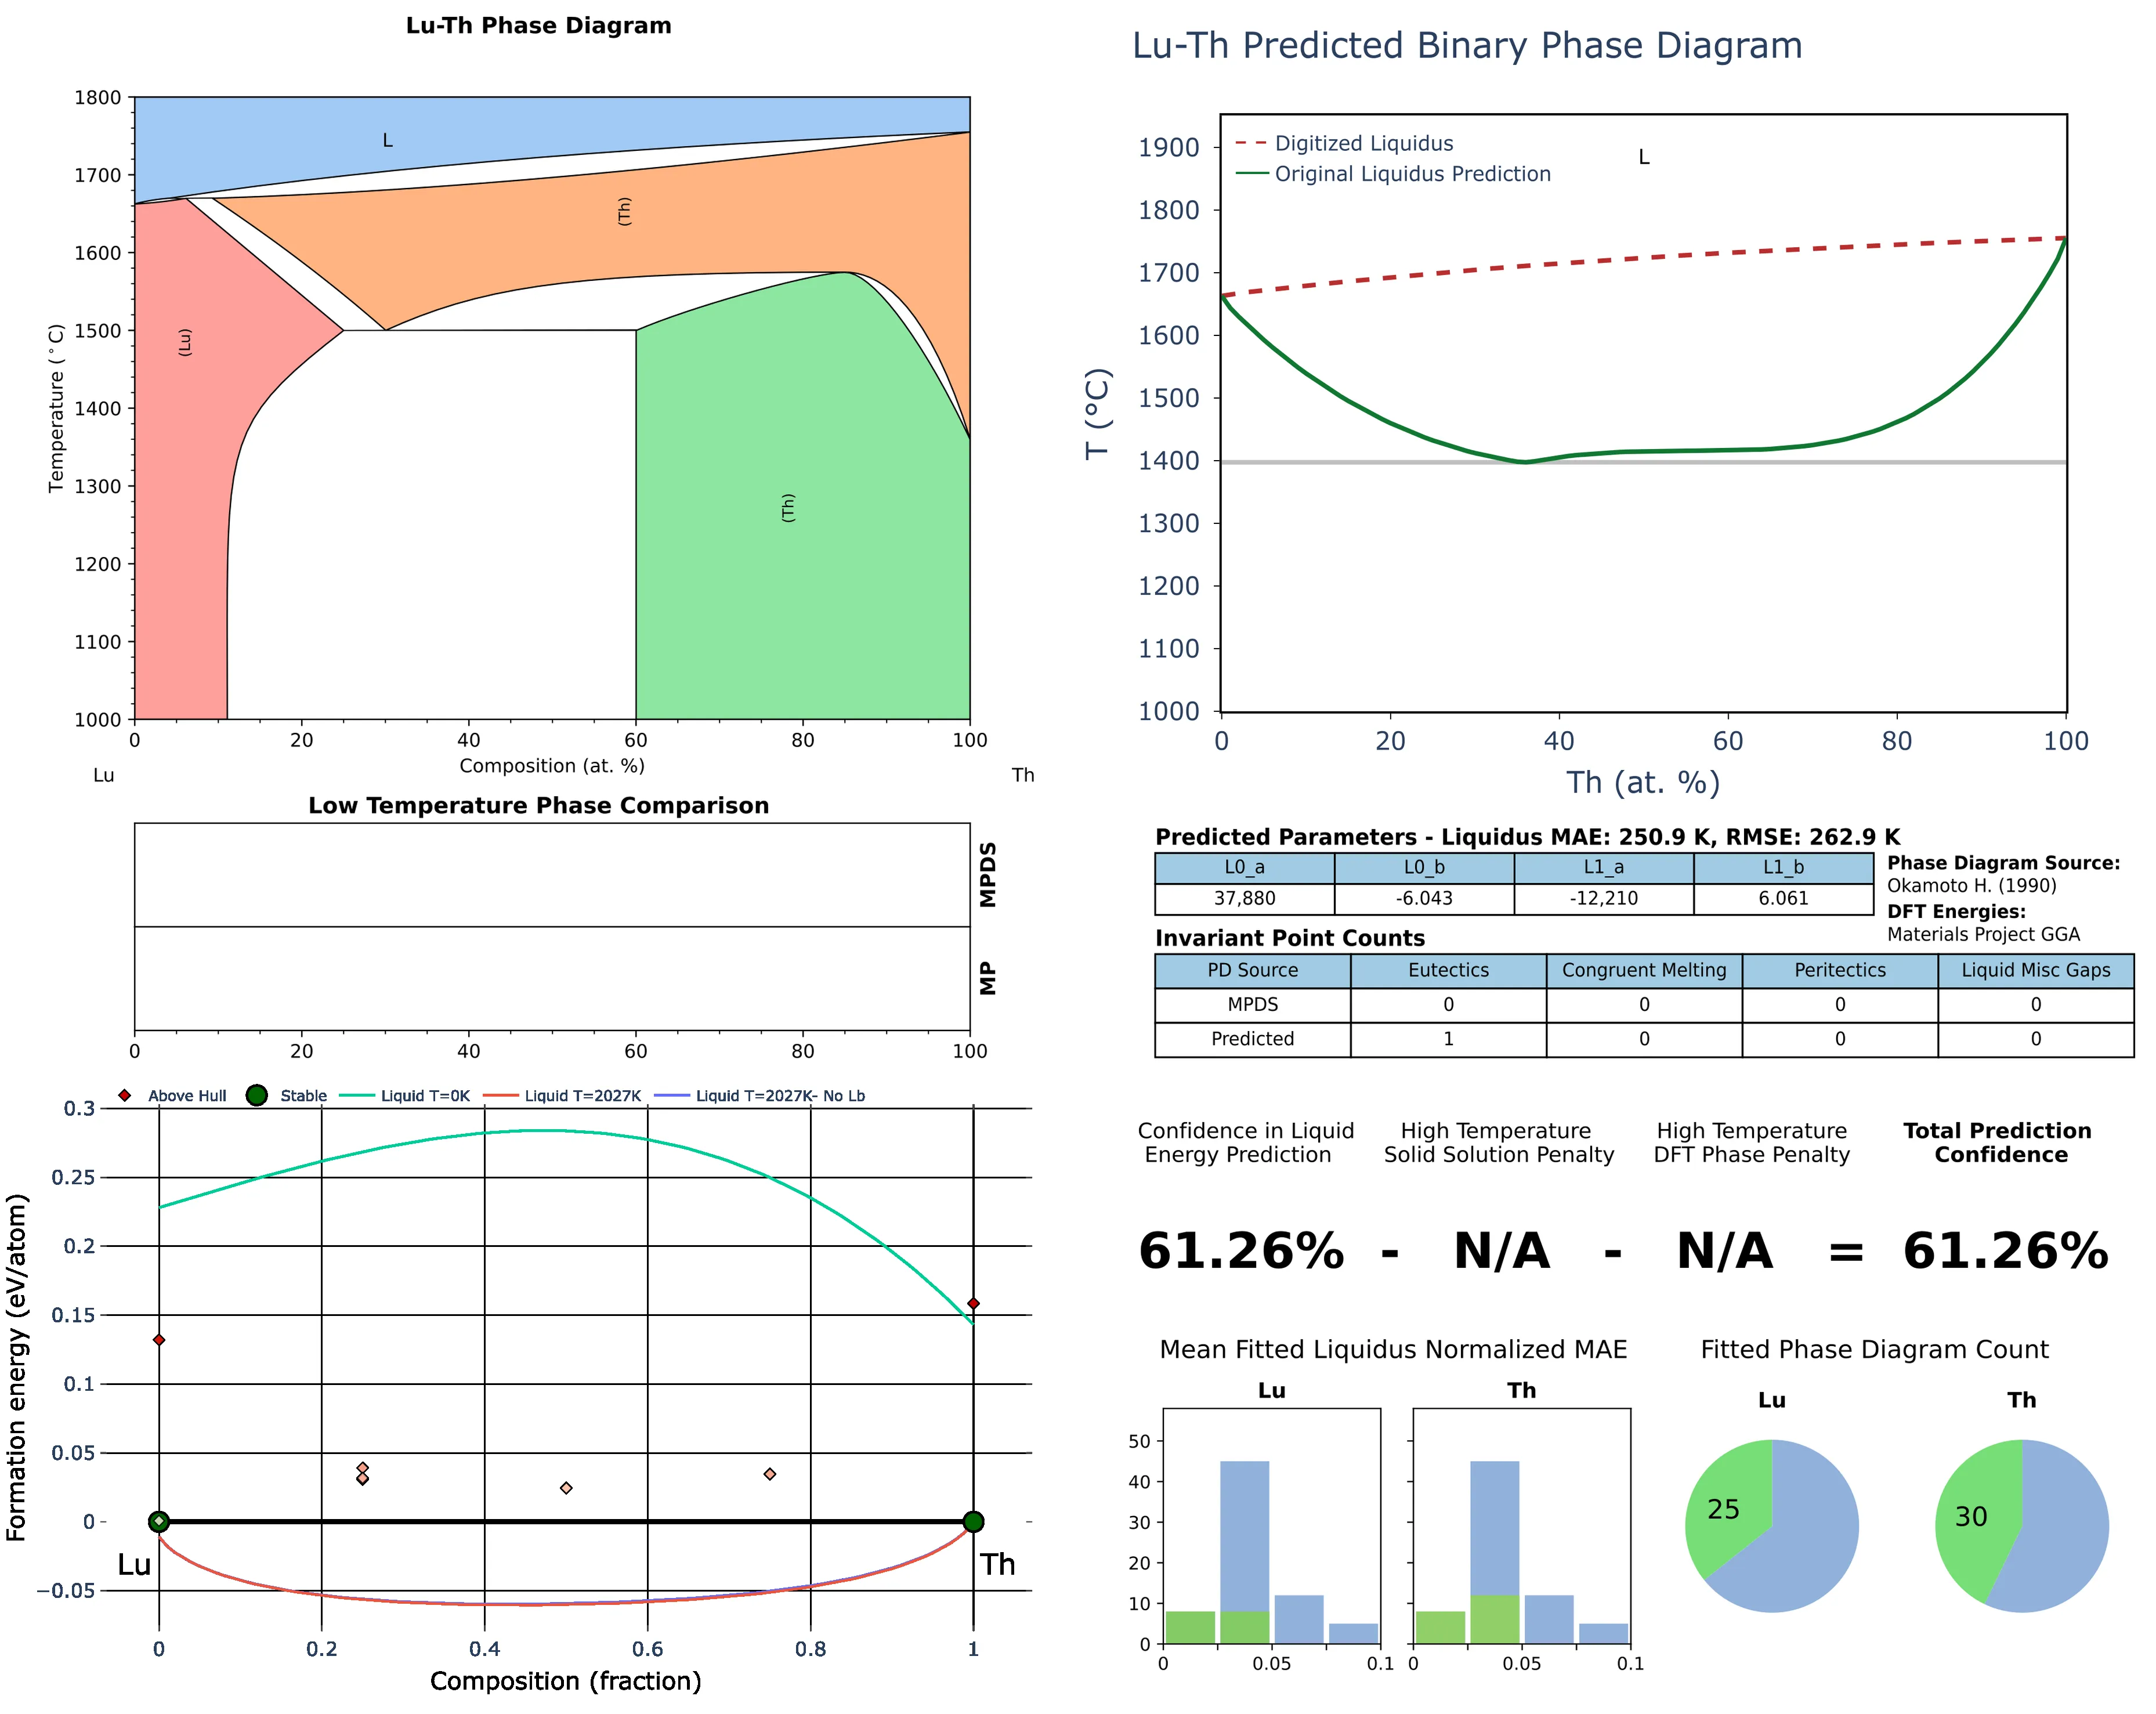 Lu-Th Phase Diagram
1800
1700
1600
1500
1400
1300
1200
1100
1000
Temperature (°C)
L
(Th)
(Lu)
(Th)
0 20 40 60 80 100
Composition (at. %)
Lu Th
Low Temperature Phase Comparison
MPDS
MP
0 20 40 60 80 100
Above Hull Stable Liquid T=0K Liquid T=2027K Liquid T=2027K- No Lb
0.3
0.25
0.2
0.15
0.1
0.05
0
−0.05
Formation energy (eV/atom)
Lu Th
0 0.2 0.4 0.6 0.8 1
Composition (fraction)
Lu-Th Predicted Binary Phase Diagram
Digitized Liquidus
Original Liquidus Prediction
L
1900
1800
1700
1600
1500
1400
1300
1200
1100
1000
T (°C)
0 20 40 60 80 100
Th (at. %)
Predicted Parameters - Liquidus MAE: 250.9 K, RMSE: 262.9 K
L0_a L0_b L1_a L1_b
37,880 -6.043 -12,210 6.061
Phase Diagram Source:
Okamoto H. (1990)
DFT Energies:
Materials Project GGA
Invariant Point Counts
PD Source Eutectics Congruent Melting Peritectics Liquid Misc Gaps
MPDS 0 0 0 0
Predicted 1 0 0 0
Confidence in Liquid
Energy Prediction
High Temperature
Solid Solution Penalty
High Temperature
DFT Phase Penalty
Total Prediction
Confidence
61.26% - N/A - N/A = 61.26%
Mean Fitted Liquidus Normalized MAE
Lu Th
50
40
30
20
10
0
0 0.05 0.1 0 0.05 0.1
Fitted Phase Diagram Count
Lu Th
25 30